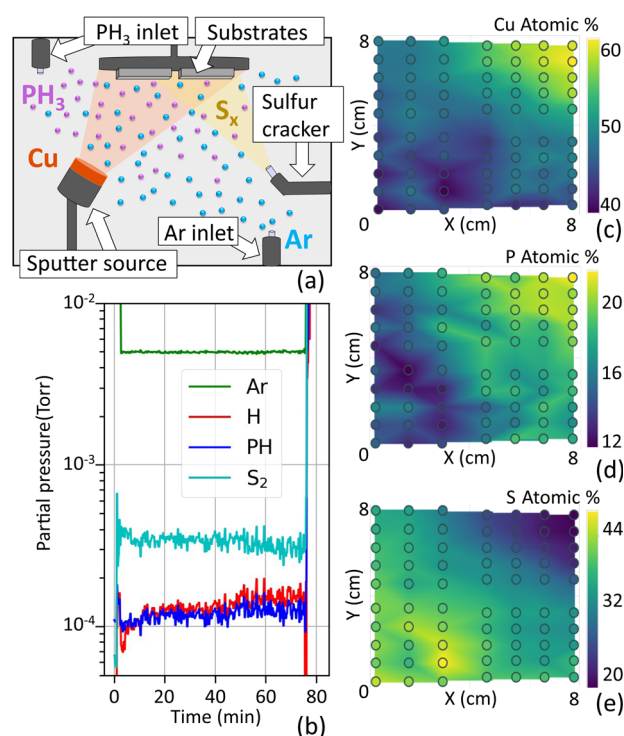 PH₃ inlet
Substrates
PH₃
Sₓ
Sulfur
cracker
Cu
Ar inlet
Ar
Sputter source
(a)
10⁻²
10⁻³
10⁻⁴
Partial pressure(Torr)
Ar
H
PH
S₂
0
20
40
60
80
Time (min)
(b)
Cu Atomic %
8
Y (cm)
0
X (cm)
8
60
50
40
(c)
P Atomic %
8
Y (cm)
0
X (cm)
8
20
16
12
(d)
S Atomic %
8
Y (cm)
0
X (cm)
8
44
32
20
(e)